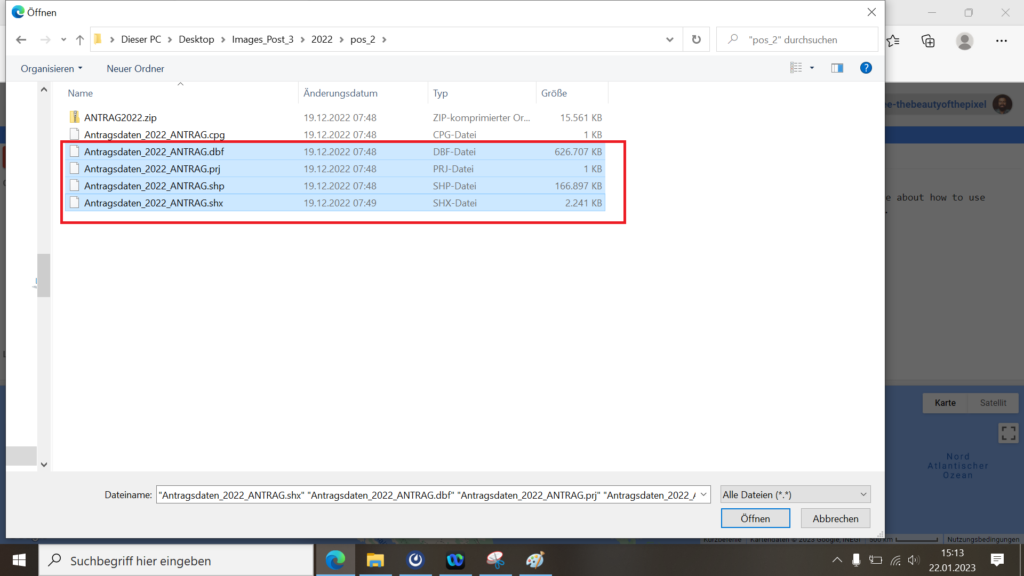 Öffnen
Dieser PC > Desktop > Images_Post_3 > 2022 > pos_2 >
"pos_2" durchsuchen
Organisieren
Neuer Ordner
e-thebeautyofthepixel
Name Änderungsdatum Typ Größe
ANTRAG2022.zip 19.12.2022 07:48 ZIP-komprimierter Or... 15.561 KB
Antragsdaten_2022_ANTRAG.cpg 19.12.2022 07:48 CPG-Datei 1 KB
Antragsdaten_2022_ANTRAG.dbf 19.12.2022 07:48 DBF-Datei 626.707 KB
Antragsdaten_2022_ANTRAG.prj 19.12.2022 07:48 PRJ-Datei 1 KB
Antragsdaten_2022_ANTRAG.shp 19.12.2022 07:48 SHP-Datei 166.897 KB
Antragsdaten_2022_ANTRAG.shx 19.12.2022 07:49 SHX-Datei 2.241 KB
e about how to use
Karte Satellit
Nord
Atlantischer
Ozean
Dateiname: "Antragsdaten_2022_ANTRAG.shx" "Antragsdaten_2022_ANTRAG.dbf" "Antragsdaten_2022_ANTRAG.prj" "Antragsdaten_2022_A
Alle Dateien (*.*)
Öffnen Abbrechen
Nutzungsbedingungen
Suchbegriff hier eingeben
15:13
22.01.2023